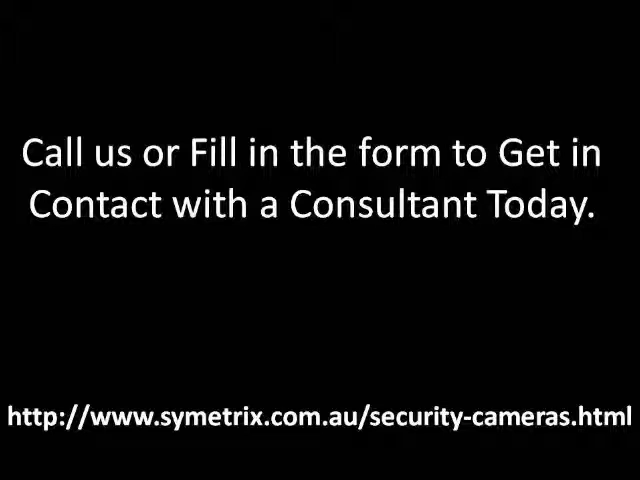 Call us or Fill in the form to Get in
Contact with a Consultant Today.
http://www.symetrix.com.au/security-cameras.html